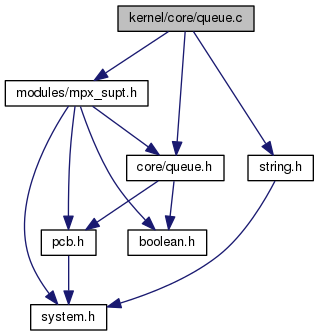 kernel/core/queue.c
modules/mpx_supt.h
core/queue.h
string.h
pcb.h
boolean.h
system.h